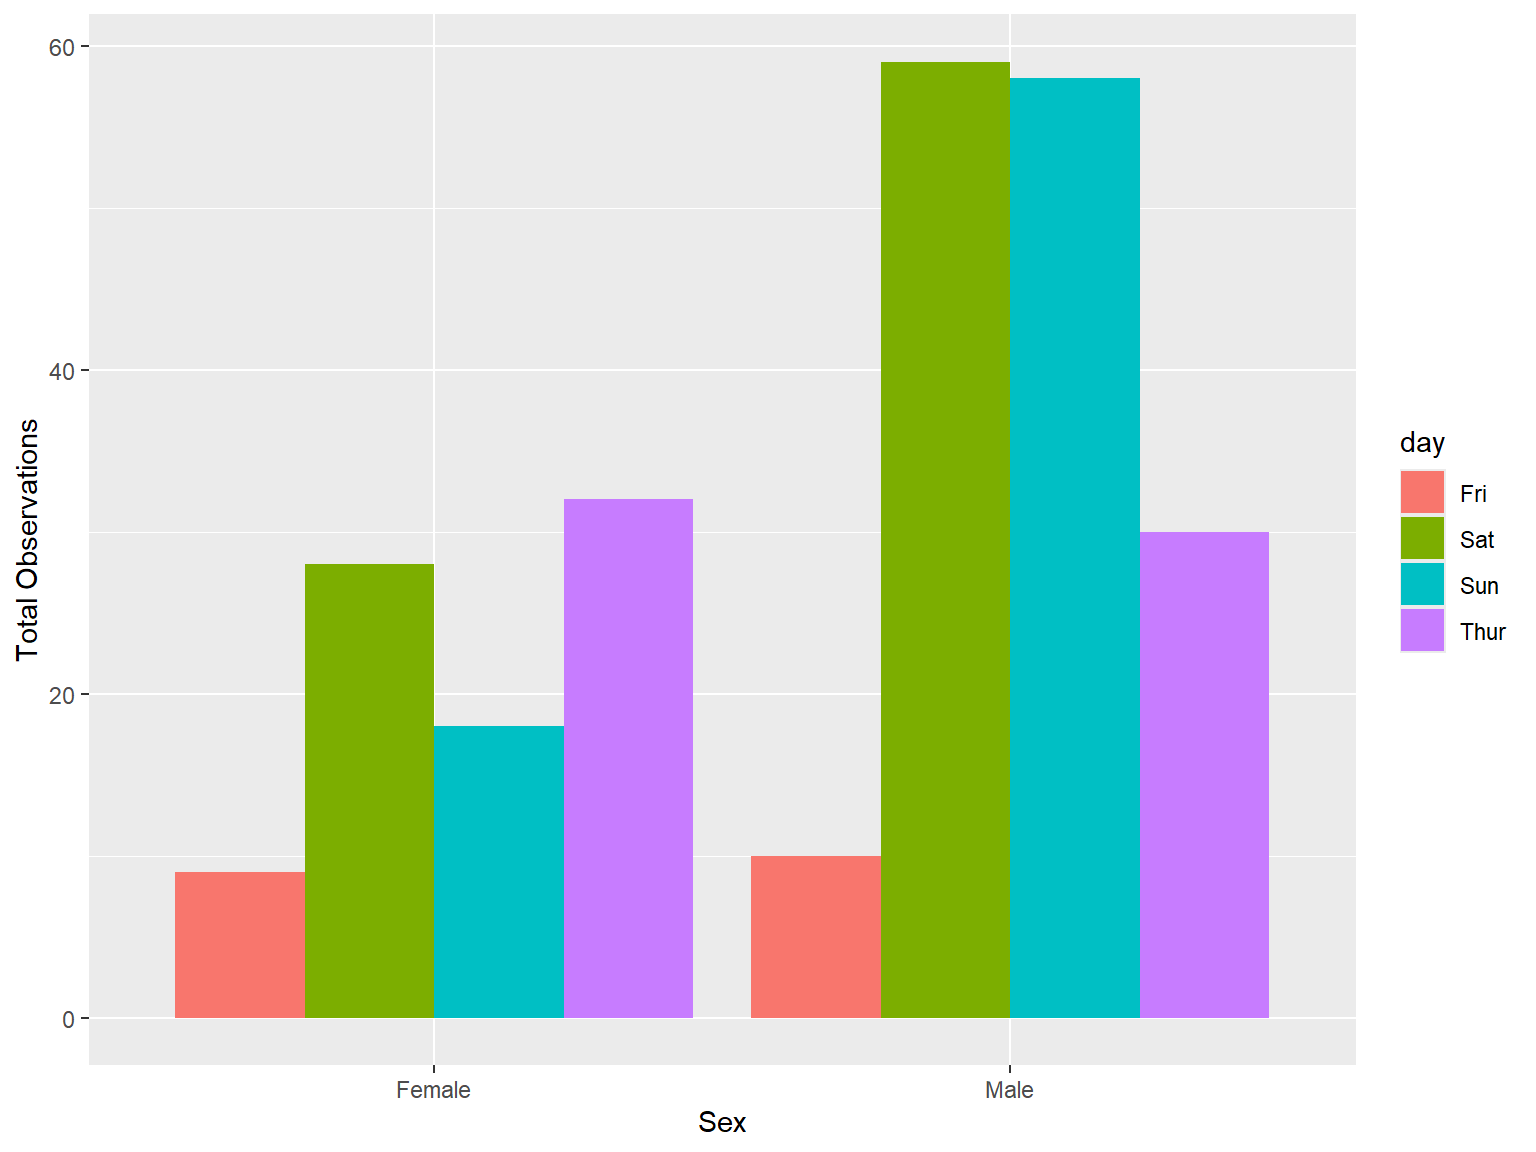 60
40
20
0
Total Observations
Female
Male
Sex
day
Fri
Sat
Sun
Thur